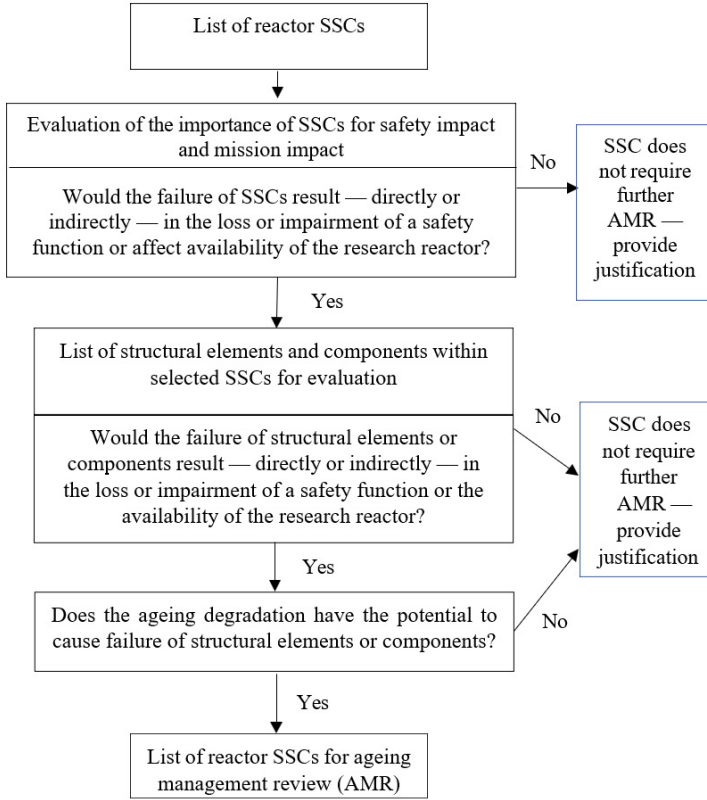 List of reactor SSCs
Evaluation of the importance of SSCs for safety impact
and mission impact
Would the failure of SSCs result — directly or
indirectly — in the loss or impairment of a safety
function or affect availability of the research reactor?
No
SSC does
not require
further
AMR —
provide
justification
Yes
List of structural elements and components within
selected SSCs for evaluation
Would the failure of structural elements or
components result — directly or indirectly — in
the loss or impairment of a safety function or the
availability of the research reactor?
No
SSC does
not require
further
AMR —
provide
justification
Yes
Does the ageing degradation have the potential to
cause failure of structural elements or components?
No
Yes
List of reactor SSCs for ageing
management review (AMR)